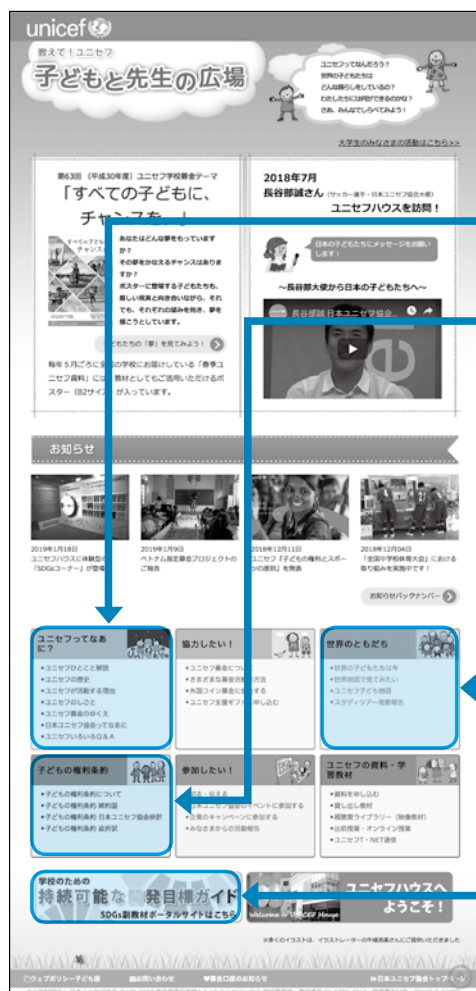 unicef
教えて！ユニセフ
子どもと先生の広場
ユニセフってなんだろう？
世界の子どもたちは
どんな暮らしをしているの？
わたしたちには何ができるのかな？
さあ、みんなでしらべてみよう！
大学生のみなさまの活動はこちら>>
第63回 （平成30年度） ユニセフ学校募金テーマ
「すべての子どもに、
チャンスを
あなたはどんな夢をもっています
か？
その夢をかなえるチャンスはありま
すか？
ポスターに登場する子どもたちも、
厳しい現実と向き合いながら、それ
でも、それぞれの望みを抱き、夢を
描こうとしています。
どもたちの「夢」を見てみよう！
毎年５月ごろに全国の学校にお届けしている「春季ユ
ニセフ資料」には、教材としてもご活用いただけるポ
スター（B2サイズ）が入っています。
2018年7月
長谷部誠さん（サッカー選手・日本ユニセフ協会大使）
ユニセフハウスを訪問！
日本の子どもたちにメッセージをお願い
します！
〜長谷部大使から日本の子どもたちへ〜
長谷部誠 日本ユニセフ協会...
お知らせ
2019年1月18日
ユニセフハウスに体験型の
「SDGsコーナー」が登場
2019年1月9日
ベトナム指定募金プロジェクトの
ご報告
2018年12月11日
ユニセフ『子どもの権利とスポー
ツの原則』を発表
2018年12月04日
「全国中学校体育大会」における
取り組みを実施中です！
お知らせバックナンバー
ユニセフってなあ
に？
•ユニセフひとこと解説
•ユニセフの歴史
•ユニセフが活動する理由
•ユニセフのしごと
•ユニセフ募金のゆくえ
•日本ユニセフ協会ってなあに
•ユニセフいろいろQ＆A
協力したい！
•ユニセフ募金について
•さまざまな募金活動の方法
•外国コイン募金に協力する
•ユニセフ支援ギフトに申し込む
世界のともだち
•世界の子どもたちは今
•世界地図で見てみたい
•ユニセフ子ども物語
•スタディツアー視察報告
子どもの権利条約
•子どもの権利条約について
•子どもの権利条約 締約国
•子どもの権利条約 日本ユニセフ協会抄訳
•子どもの権利条約 政府訳
参加したい！
•知る・伝える
•日本ユニセフ協会のイベントに参加する
•企業のキャンペーンに参加する
•みなさまからの活動報告
ユニセフの資料・学
習教材
•資料を申し込む
•貸し出し教材
•視聴覚ライブラリー（映像教材）
•出前授業・オンライン授業
•ユニセフT・NET通信
学校のための
持続可能な開発目標ガイド
SDGs副教材ポータルサイトはこちら
ユニセフハウスへ
ようこそ！
Welcome to UNICEF House
※多くのイラストは、イラストレーターの牛嶋浩美さんにご提供いただきました
ウェブポリシー子ども版
お問い合わせ
募金口座のお知らせ
日本ユニセフ協会トップへ